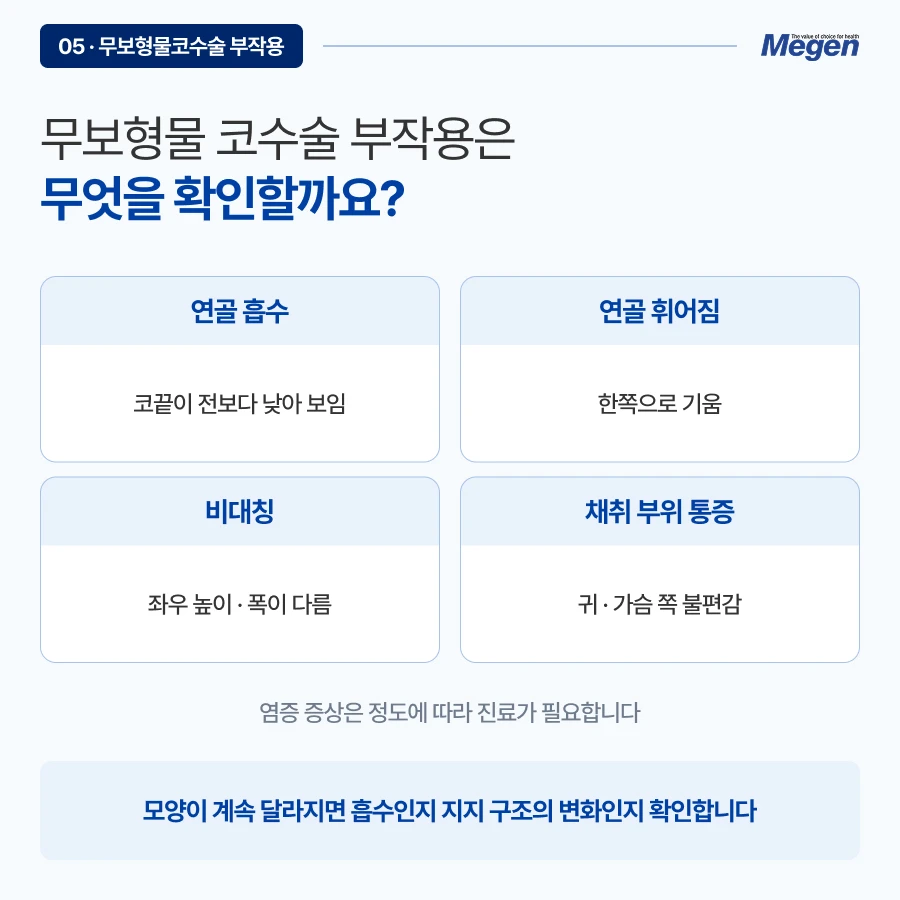 05 · 무보형물코수술 부작용
The value of choice for health
Megen
무보형물 코수술 부작용은
무엇을 확인할까요?
연골 흡수
코끝이 전보다 낮아 보임
연골 휘어짐
한쪽으로 기움
비대칭
좌우 높이 · 폭이 다름
채취 부위 통증
귀 · 가슴 쪽 불편감
염증 증상은 정도에 따라 진료가 필요합니다
모양이 계속 달라지면 흡수인지 지지 구조의 변화인지 확인합니다